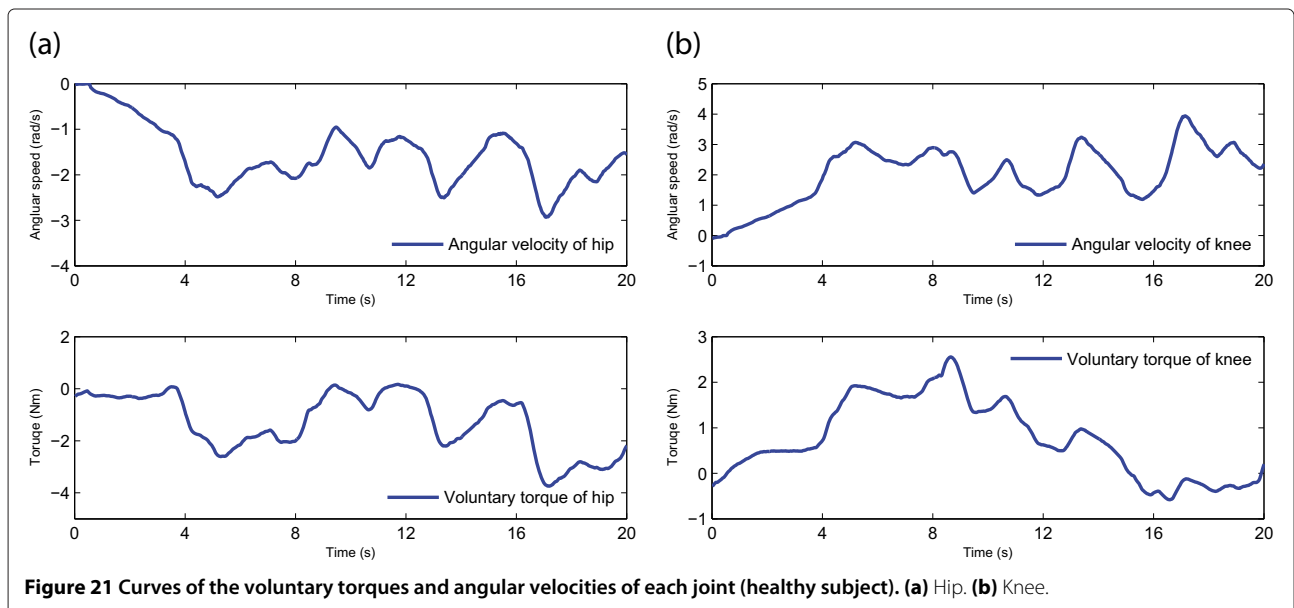 (a)
(b)
0
−1
−2
−3
−4
Angluar speed (rad/s)
Angular velocity of hip
0 4 8 12 16 20
Time (s)
5
4
3
2
1
0
−1
Angluar speed (rad/s)
Angular velocity of knee
0 4 8 12 16 20
Time (s)
2
0
−2
−4
Toruqe (Nm)
Voluntary torque of hip
0 4 8 12 16 20
Time (s)
3
2
1
0
−1
Toruqe (Nm)
Voluntary torque of knee
0 4 8 12 16 20
Time (s)
Figure 21 Curves of the voluntary torques and angular velocities of each joint (healthy subject). (a) Hip. (b) Knee.